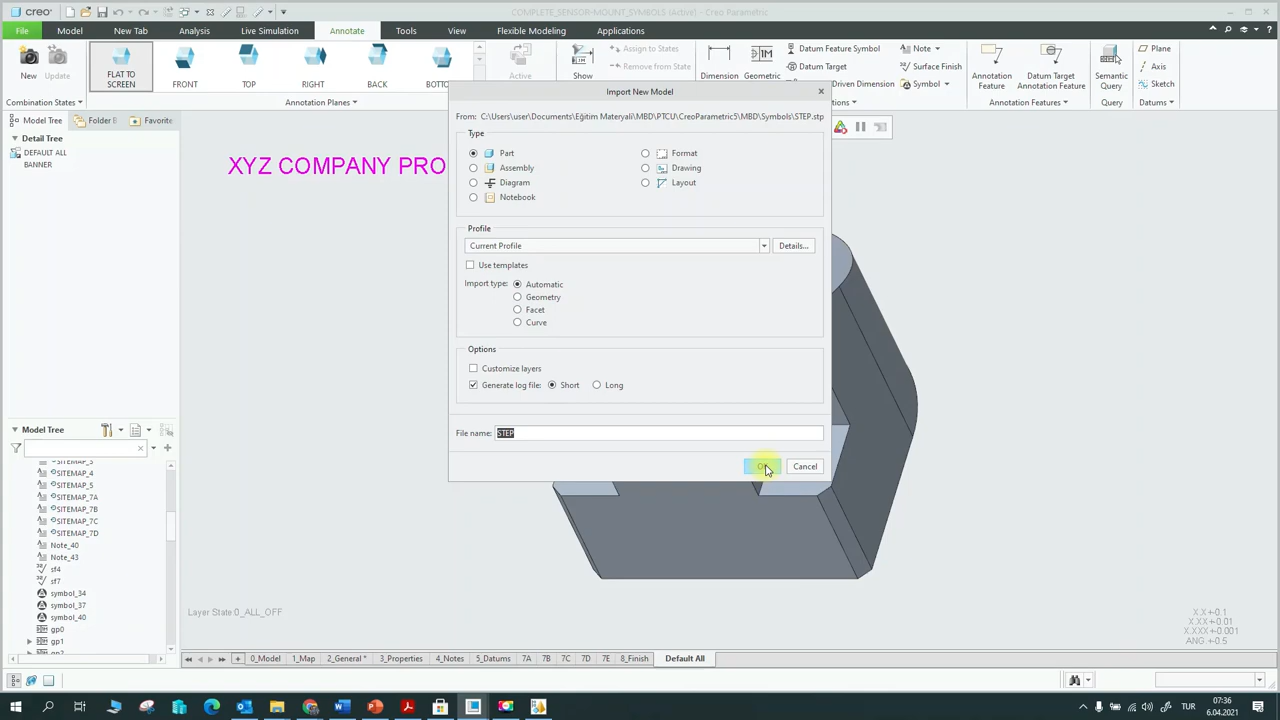 creo
COMPLETE_SENSOR-MOUNT_SYMBOLS (Active) - Creo Parametric
File Model New Tab Analysis Live Simulation Annotate Tools View Flexible Modeling Applications
New Update
FLAT TO SCREEN
FRONT TOP RIGHT BACK
Active
Show
Assign to States
Remove from State
Dimension Geometric
Datum Feature Symbol
Datum Target
Driven Dimension
Note
Surface Finish
Symbol
Annotation Feature
Datum Target Annotation Feature
Semantic Query
Plane
Axis
Sketch
Combination States Annotation Planes Annotation Features Query Datums
Model Tree Folder B Favorite
Detail Tree
DEFAULT ALL
BANNER
XYZ COMPANY PRO
Import New Model
From: C:\Users\user\Documents\Eğitim Materyali\MBD\PTCU\CreoParametric5\MBD\Symbols\STEP.stp
Type
Part Format
Assembly Drawing
Diagram Layout
Notebook
Profile
Current Profile Details...
Use templates
Import type: Automatic
Geometry
Facet
Curve
Options
Customize layers
Generate log file: Short Long
File name: STEP
Cancel
Model Tree
SITEMAP_4
SITEMAP_5
SITEMAP_7A
SITEMAP_7B
SITEMAP_7C
SITEMAP_7D
Note_40
Note_43
sf4
sf7
symbol_34
symbol_37
symbol_40
gp0
gp1
Layer State:0_ALL_OFF
X.X+-0.1
X.XX+-0.01
X.XXX+-0.001
ANG +-0.5
0_Model 1_Map 2_General * 3_Properties 4_Notes 5_Datums 7A 7B 7C 7D 7E 8_Finish Default All
TUR
07:36
6.04.2021